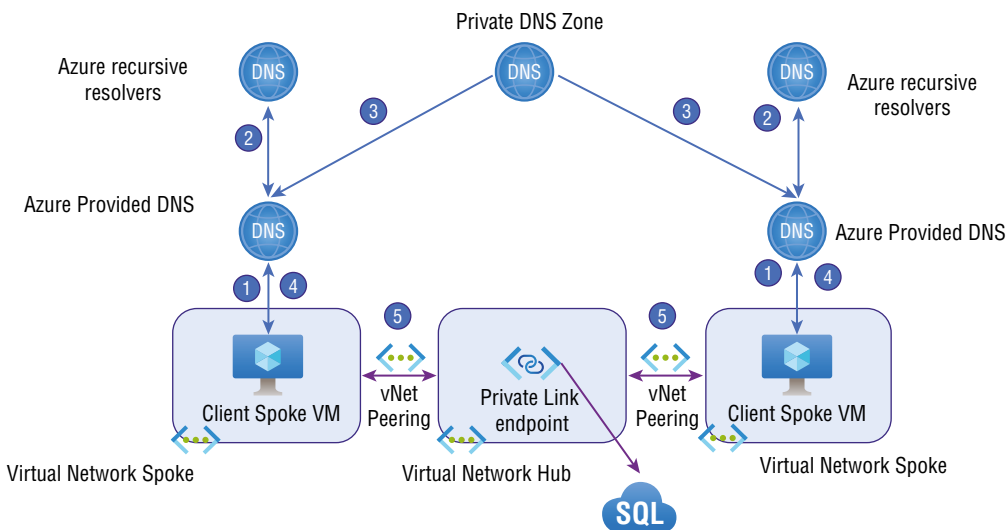 Private DNS Zone
DNS
DNS
DNS
Azure recursive
resolvers
Azure recursive
resolvers
3
3
2
2
Azure Provided DNS
DNS
DNS
Azure Provided DNS
1
4
1
4
5
5
Client Spoke VM
vNet
Peering
Private Link
endpoint
vNet
Peering
Client Spoke VM
Virtual Network Spoke
Virtual Network Hub
Virtual Network Spoke
SQL